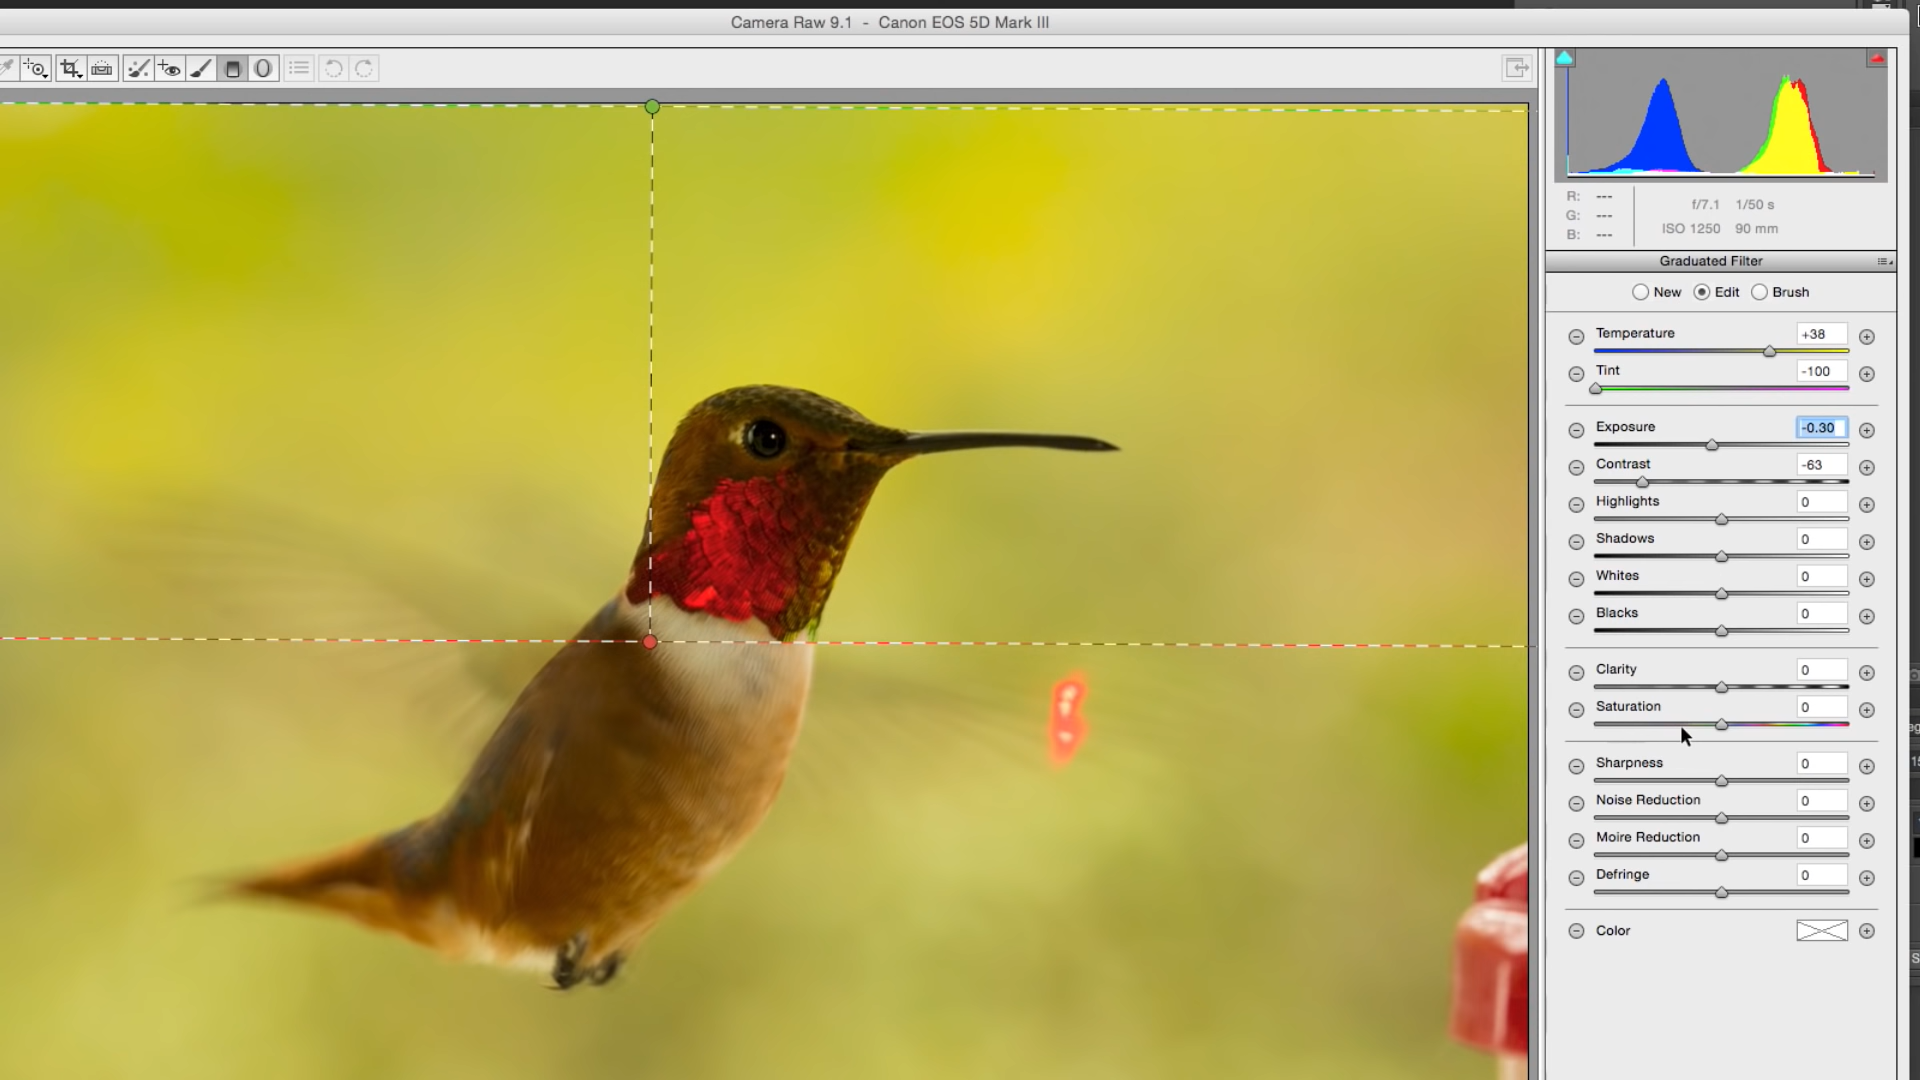 Camera Raw 9.1 - Canon EOS 5D Mark III
R: ---
G: ---
B: ---
f/7.1 1/50 s
ISO 1250 90 mm
Graduated Filter
New Edit Brush
Temperature +38
Tint -100
Exposure -0.30
Contrast -63
Highlights 0
Shadows 0
Whites 0
Blacks 0
Clarity 0
Saturation 0
Sharpness 0
Noise Reduction 0
Moire Reduction 0
Defringe 0
Color